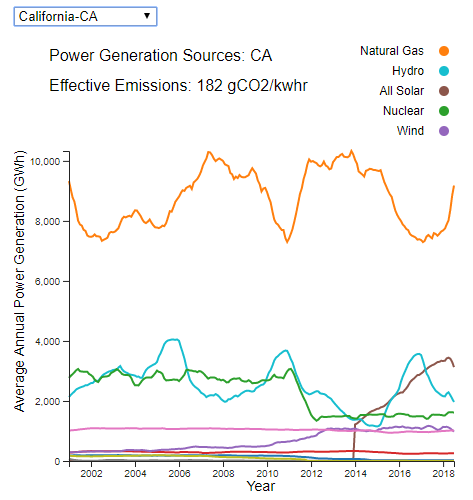 California-CA
Power Generation Sources: CA
Effective Emissions: 182 gCO2/kwhr
Natural Gas
Hydro
All Solar
Nuclear
Wind
Average Annual Power Generation (GWh)
10,000
8,000
6,000
4,000
2,000
0
2002 2004 2006 2008 2010 2012 2014 2016 2018
Year